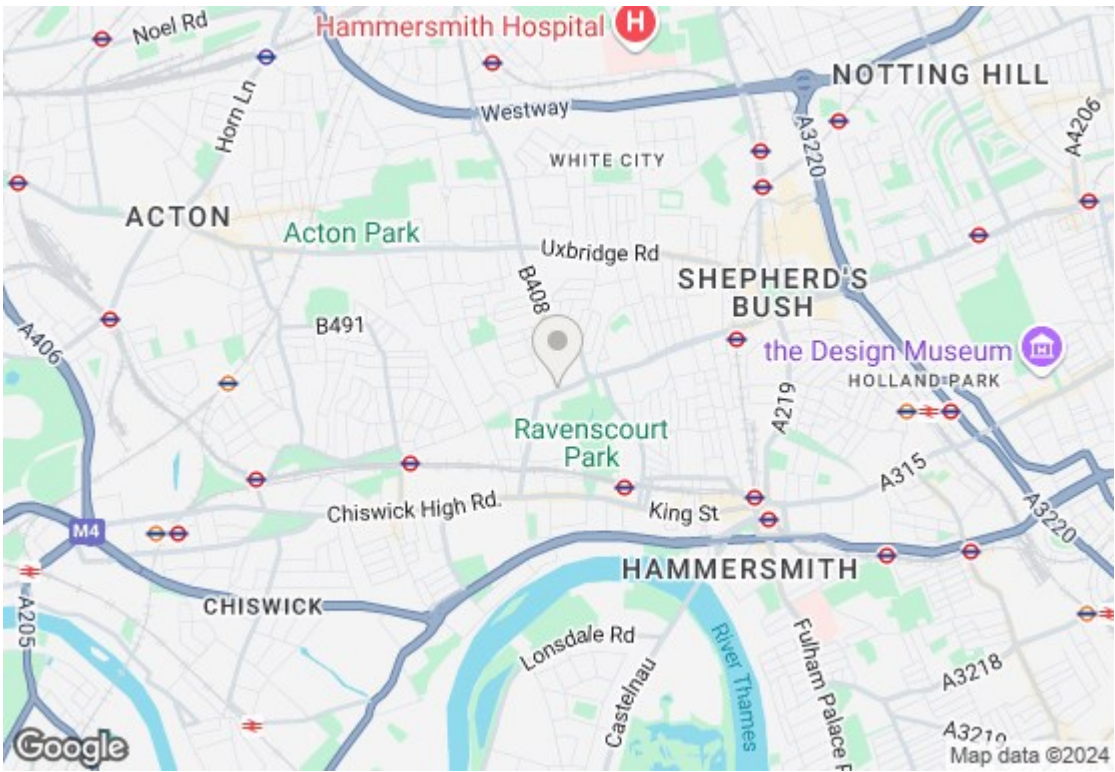 Noel Rd
Hammersmith Hospital
H
Horn Ln
Westway
NOTTING HILL
A3220
A4206
WHITE CITY
ACTON
Acton Park
Uxbridge Rd
B408
SHEPHERD'S
BUSH
B491
A406
the Design Museum
HOLLAND PARK
A219
Ravenscourt
Park
A315
Chiswick High Rd.
King St
A3220
M4
HAMMERSMITH
A205
CHISWICK
Lonsdale Rd
Castelnau
River Thames
Fulham Palace R
A3218
A3219
Google
Map data ©2024